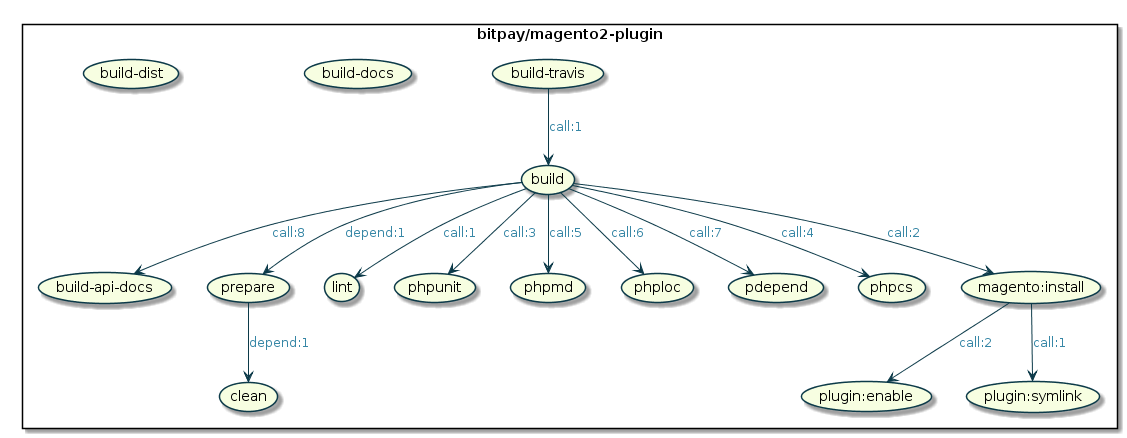 bitpay/magento2-plugin
build-dist
build-docs
build-travis
call:1
build
call:8
depend:1
call:1
call:3
call:5
call:6
call:7
call:4
call:2
build-api-docs
prepare
lint
phpunit
phpmd
phploc
pdepend
phpcs
magento:install
depend:1
call:2
call:1
clean
plugin:enable
plugin:symlink